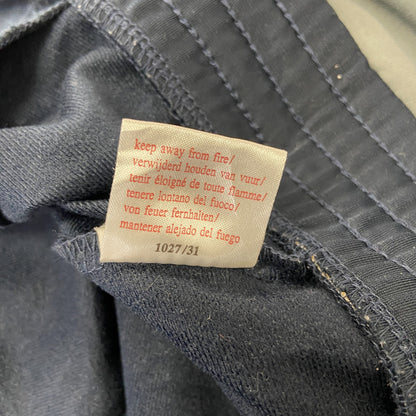 keep away from fire/
verwijderd houden van vuur/
tenir éloigné de toute flamme/
tenere lontano del fuoco/
von feuer fernhalten/
mantener alejado del fuego
1027/31